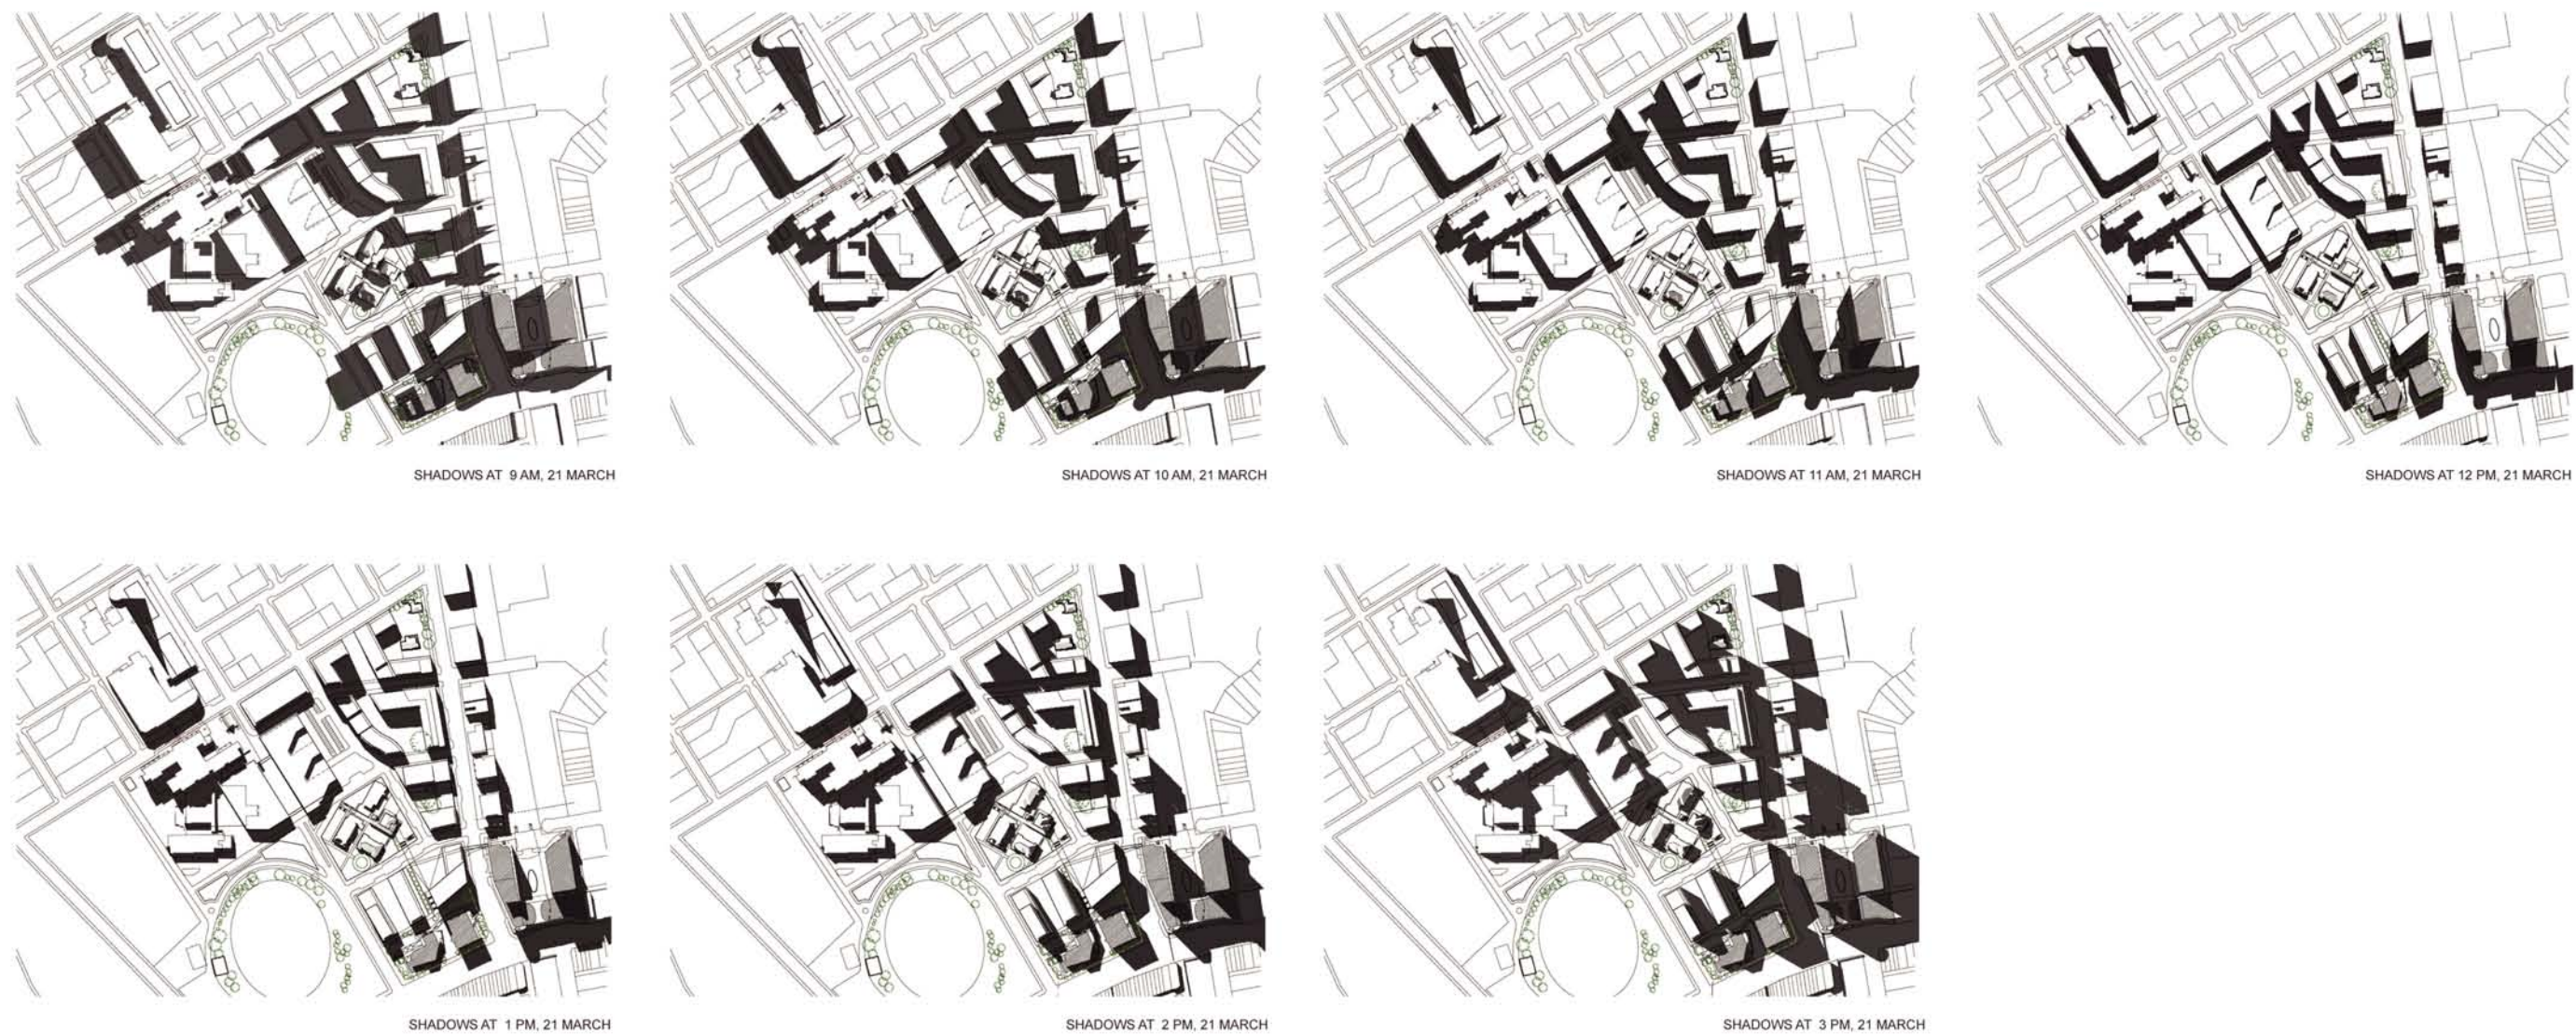 SHADOWS AT 9 AM, 21 MARCH
SHADOWS AT 10 AM, 21 MARCH
SHADOWS AT 11 AM, 21 MARCH
SHADOWS AT 12 PM, 21 MARCH
SHADOWS AT 1 PM, 21 MARCH
SHADOWS AT 2 PM, 21 MARCH
SHADOWS AT 3 PM, 21 MARCH